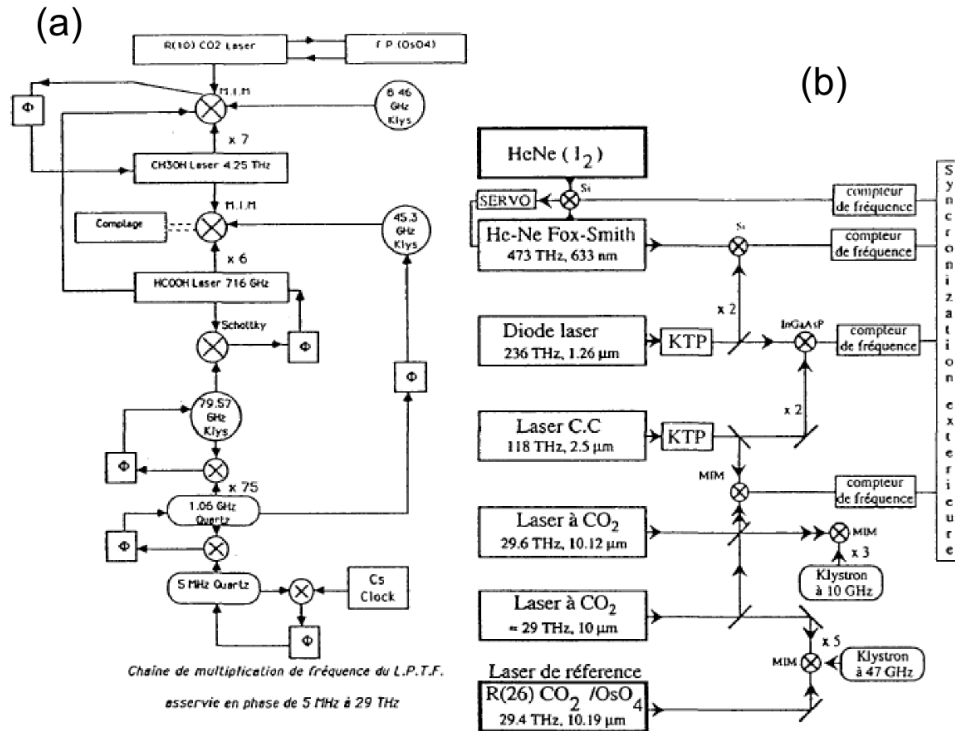 (a)
R(10) CO2 Laser
F P (OsO4)
M.I.M
Φ
8.46
GHz
Klys
x 7
CH3OH Laser 4.25 THz
M.I.M
Complage
45.3
GHz
Klys
x 6
HCOOH Laser 716 GHz
Schottky
Φ
Φ
79.57
GHz
Klys
Φ
x 75
1.06 GHz
Quartz
Φ
5 MHz Quartz
Cs
Clock
Φ
Chaîne de multiplication de fréquence du L.P.T.F.
asservie en phase de 5 MHz à 29 THz
(b)
HeNe ( I2 )
Si
SERVO
compteur
de fréquence
He-Ne Fox-Smith
473 THz, 633 nm
Si
compteur
de fréquence
x 2
Diode laser
236 THz, 1.26 µm
KTP
InGaAsP
compteur
de fréquence
x 2
Laser C.C
118 THz, 2.5 µm
KTP
MIM
compteur
de fréquence
Laser à CO2
29.6 THz, 10.12 µm
MIM
x 3
Klystron
à 10 GHz
Laser à CO2
≈ 29 THz, 10 µm
x 5
MIM
Klystron
à 47 GHz
Laser de réference
R(26) CO2 /OsO4
29.4 THz, 10.19 µm
Syncronization exterieure